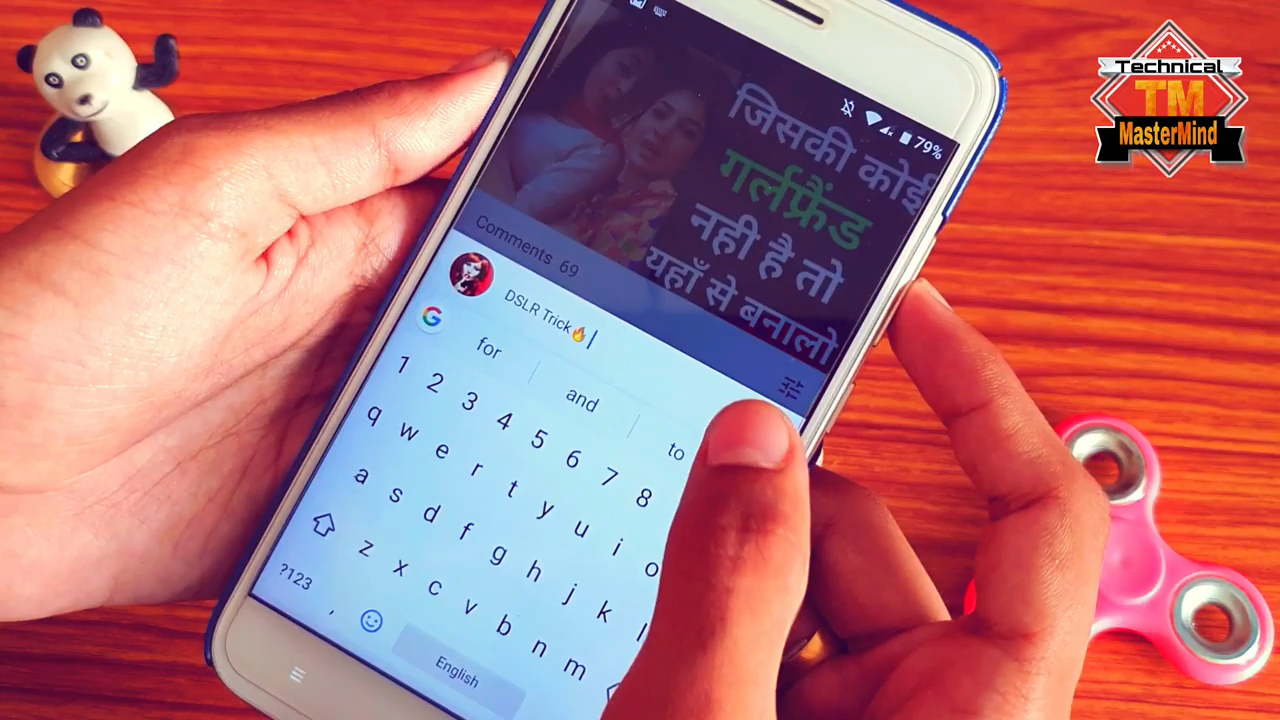 Technical
TM
MasterMind
79%
जिसकी कोई
गर्लफ्रैंड
नही है तो
यहाँ से बनालो
Comments 69
DSLR Trick🔥
for and to
1 2 3 4 5 6 7 8
q w e r t y u i o
a s d f g h j k l
z x c v b n m
?123 , English